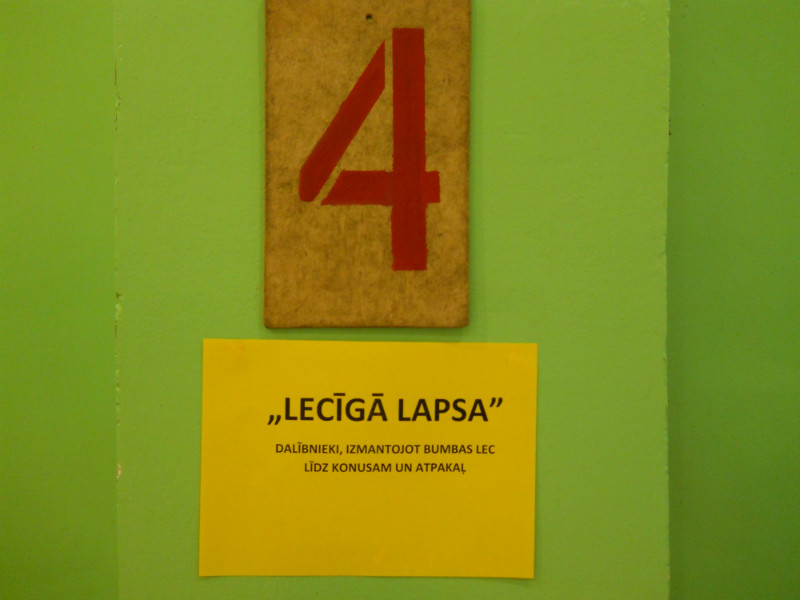 4
„LECĪGĀ LAPSA”
DALĪBNIEKI, IZMANTOJOT BUMBAS LEC
LĪDZ KONUSAM UN ATPAKAĻ